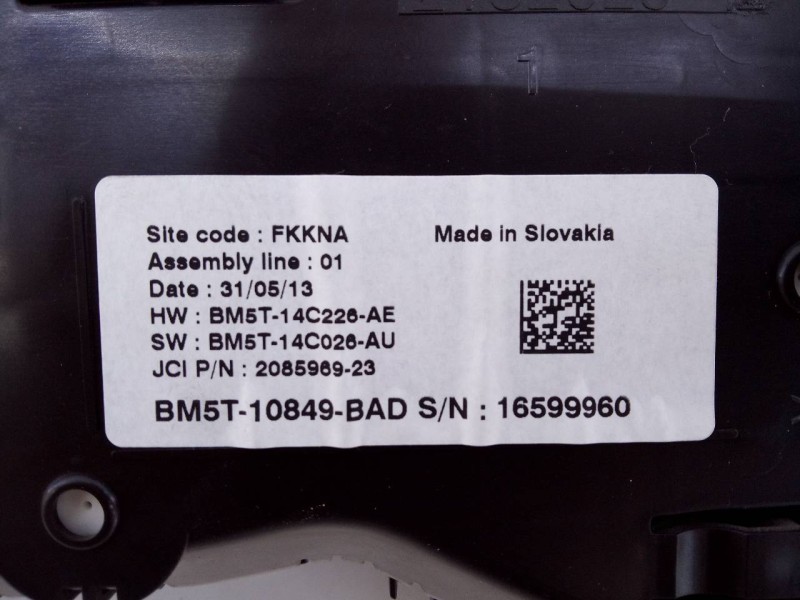 1
Site code : FKKNA
Made in Slovakia
Assembly line : 01
Date : 31/05/13
HW : BM5T-14C226-AE
SW : BM5T-14C026-AU
JCI P/N : 2085969-23
BM5T-10849-BAD S/N : 16599960